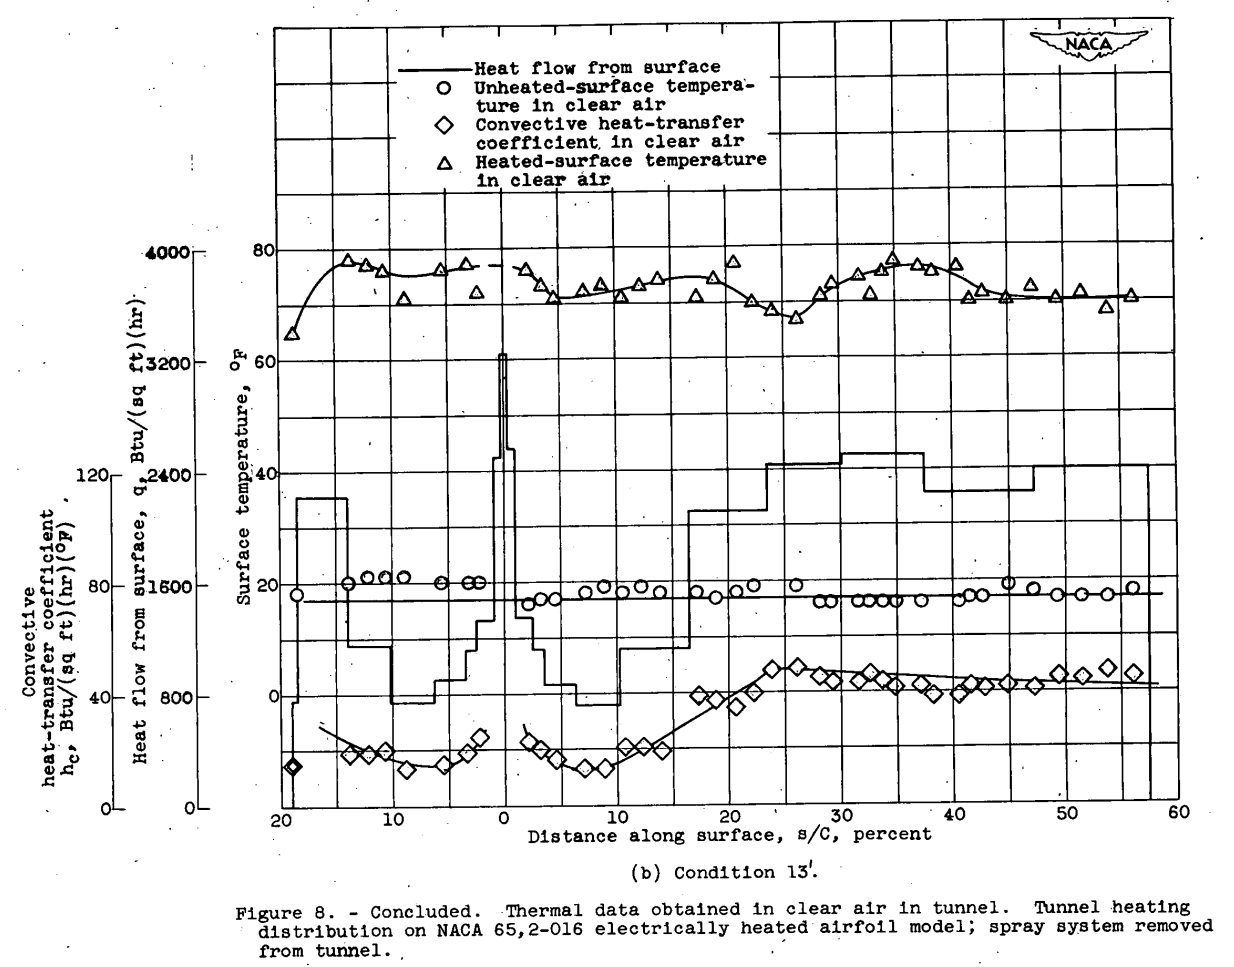 NACA
Heat flow from surface
Unheated-surface tempera-
ture in clear air
Convective heat-transfer
coefficient in clear air
Heated-surface temperature
in clear air
4000
3200
2400
1600
800
0
120
80
40
0
80
60
40
20
0
Convective
heat-transfer coefficient
hc, Btu/(sq ft)(hr)(°F)
Heat flow from surface, q, Btu/(sq ft)(hr)
Surface temperature, °F
20 10 0 10 20 30 40 50 60
Distance along surface, s/C, percent
(b) Condition 13'.
Figure 8. - Concluded. Thermal data obtained in clear air in tunnel. Tunnel heating
distribution on NACA 65,2-016 electrically heated airfoil model; spray system removed
from tunnel.